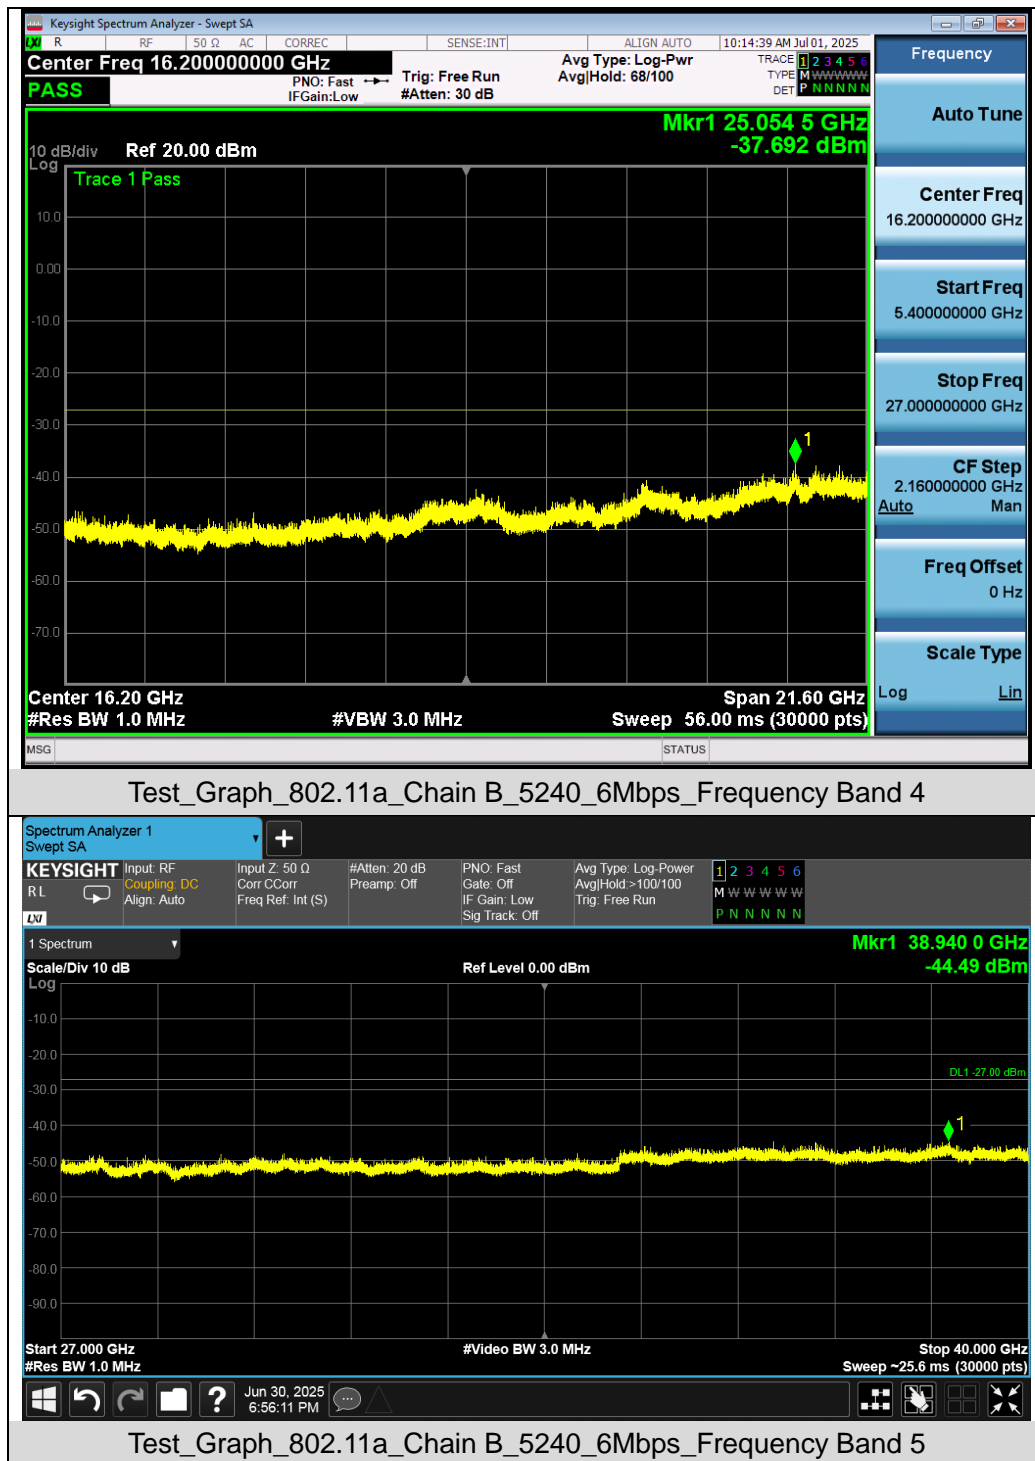 Keysight Spectrum Analyzer - Swept SA
LXI R RF 50 Ω AC CORREC SENSE:INT ALIGN AUTO 10:14:39 AM Jul 01, 2025
Center Freq 16.200000000 GHz
PASS
PNO: Fast
IFGain:Low
Trig: Free Run
#Atten: 30 dB
Avg Type: Log-Pwr
Avg|Hold: 68/100
TRACE 1 2 3 4 5 6
TYPE M WWWWW
DET P N N N N N
Mkr1 25.054 5 GHz
-37.692 dBm
10 dB/div Ref 20.00 dBm
Log
Trace 1 Pass
10.0
0.00
-10.0
-20.0
-30.0
-40.0
-50.0
-60.0
-70.0
1
Center 16.20 GHz Span 21.60 GHz
#Res BW 1.0 MHz #VBW 3.0 MHz Sweep 56.00 ms (30000 pts)
MSG STATUS
Frequency
Auto Tune
Center Freq
16.200000000 GHz
Start Freq
5.400000000 GHz
Stop Freq
27.000000000 GHz
CF Step
2.160000000 GHz
Auto Man
Freq Offset
0 Hz
Scale Type
Log Lin
Test_Graph_802.11a_Chain B_5240_6Mbps_Frequency Band 4
Spectrum Analyzer 1
Swept SA
KEYSIGHT
RL
LXI
Input: RF
Coupling: DC
Align: Auto
Input Z: 50 Ω
Corr CCorr
Freq Ref: Int (S)
#Atten: 20 dB
Preamp: Off
PNO: Fast
Gate: Off
IF Gain: Low
Sig Track: Off
Avg Type: Log-Power
Avg|Hold:>100/100
Trig: Free Run
1 2 3 4 5 6
M W W W W W
P N N N N N
1 Spectrum
Mkr1 38.940 0 GHz
-44.49 dBm
Scale/Div 10 dB Ref Level 0.00 dBm
Log
-10.0
-20.0
-30.0
-40.0
-50.0
-60.0
-70.0
-80.0
-90.0
DL1 -27.00 dBm
1
Start 27.000 GHz #Video BW 3.0 MHz Stop 40.000 GHz
#Res BW 1.0 MHz Sweep ~25.6 ms (30000 pts)
?
Jun 30, 2025
6:56:11 PM
Test_Graph_802.11a_Chain B_5240_6Mbps_Frequency Band 5